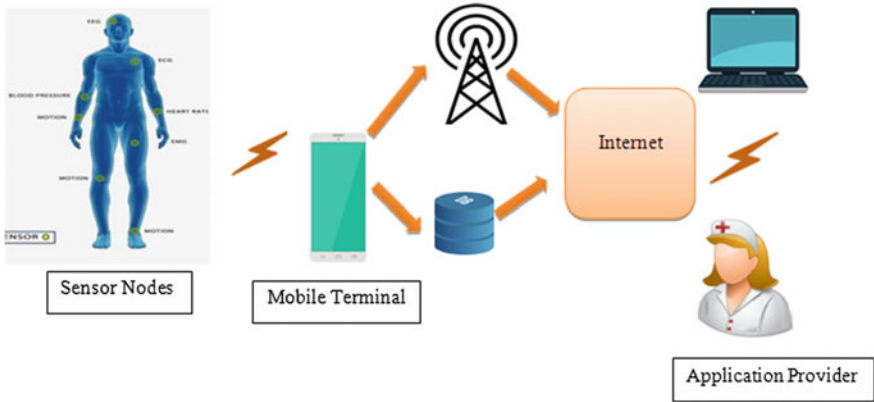 EEG
ECG
BLOOD PRESSURE
HEART RATE
MOTION
EMG
MOTION
MOTION
ENSOR
Sensor Nodes
Mobile Terminal
Internet
Application Provider